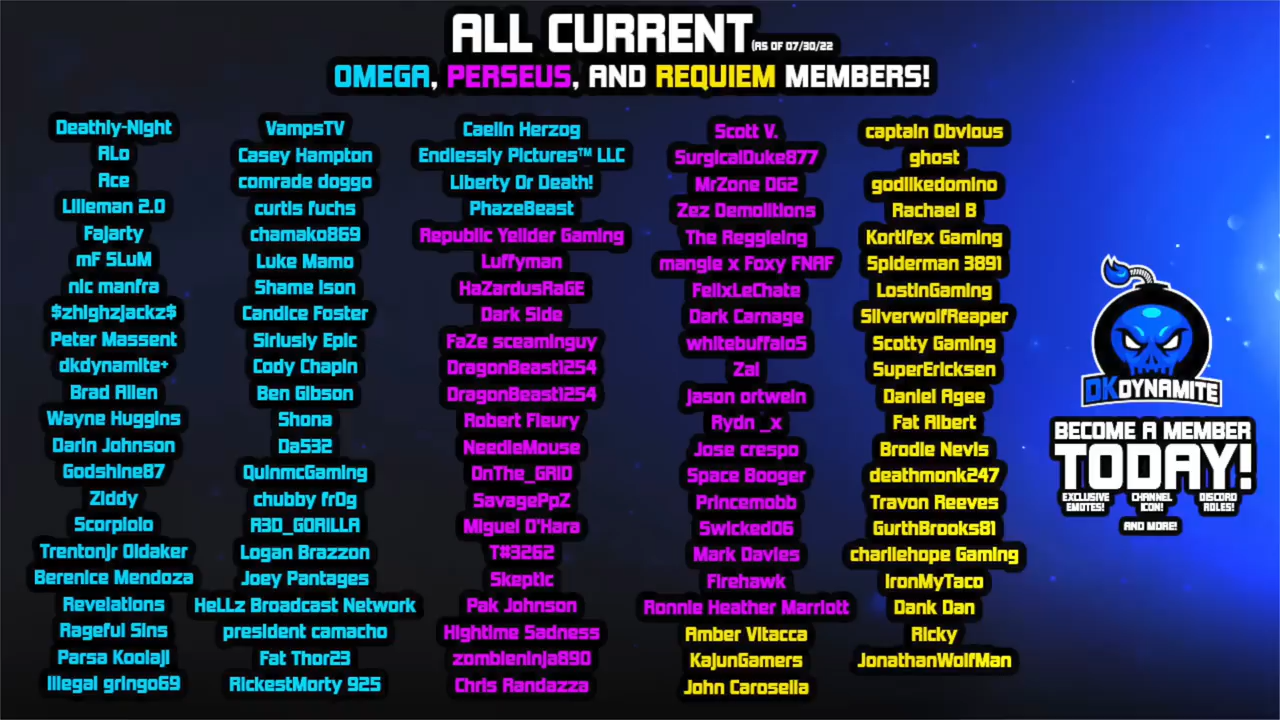 ALL CURRENT (AS OF 07/30/22
OMEGA, PERSEUS, AND REQUIEM MEMBERS!
Deathly-Night
RLo
Ace
Lilleman 2.0
Fajarty
mF SLuM
nic manfra
$zhighzjackz$
Peter Massent
dkdynamite+
Brad Allen
Wayne Huggins
Darin Johnson
Godshine87
Ziddy
Scorpiolo
Trentonjr Oldaker
Berenice Mendoza
Revelations
Rageful Sins
Parsa Koolaji
Illegal gringo69
VampsTV
Casey Hampton
comrade doggo
curtis fuchs
chamako869
Luke Mamo
Shame Ison
Candice Foster
Siriusly Epic
Cody Chapin
Ben Gibson
Shona
Da532
QuinmcGaming
chubby fr0g
R3D_GORILLA
Logan Brazzon
Joey Pantages
HeLLz Broadcast Network
president camacho
Fat Thor23
RickestMorty 925
Caelin Herzog
Endlessly Pictures™ LLC
Liberty Or Death!
PhazeBeast
Republic Yeilder Gaming
Luffyman
HaZardusRaGE
Dark Side
FaZe sceaminguy
DragonBeast1254
DragonBeast1254
Robert Fleury
NeedleMouse
OnThe_GRID
SavagePpZ
Miguel O'Hara
T#3262
Skeptic
Pak Johnson
Hightime Sadness
zombieninja890
Chris Randazza
Scott V.
SurgicalDuke877
MrZone DG2
Zez Demolitions
The Reggieing
mangle x Foxy FNAF
FelixLeChate
Dark Carnage
whitebuffalo5
Zai
jason ortwein
Rydn _x
Jose crespo
Space Booger
Princemobb
Swicked06
Mark Davies
Firehawk
Ronnie Heather Marriott
Amber Vitacca
KajunGamers
John Carosella
captain Obvious
ghost
godlikedomino
Rachael B
Kortifex Gaming
Spiderman 3891
LostInGaming
SilverwolfReaper
Scotty Gaming
SuperEricksen
Daniel Agee
Fat Albert
Brodie Nevis
deathmonk247
Travon Reeves
GurthBrooks81
charliehope Gaming
IronMyTaco
Dank Dan
Ricky
JonathanWolfMan
DKDYNAMITE
BECOME A MEMBER
TODAY!
EXCLUSIVE EMOTES!
CHANNEL ICON!
DISCORD ROLES!
AND MORE!